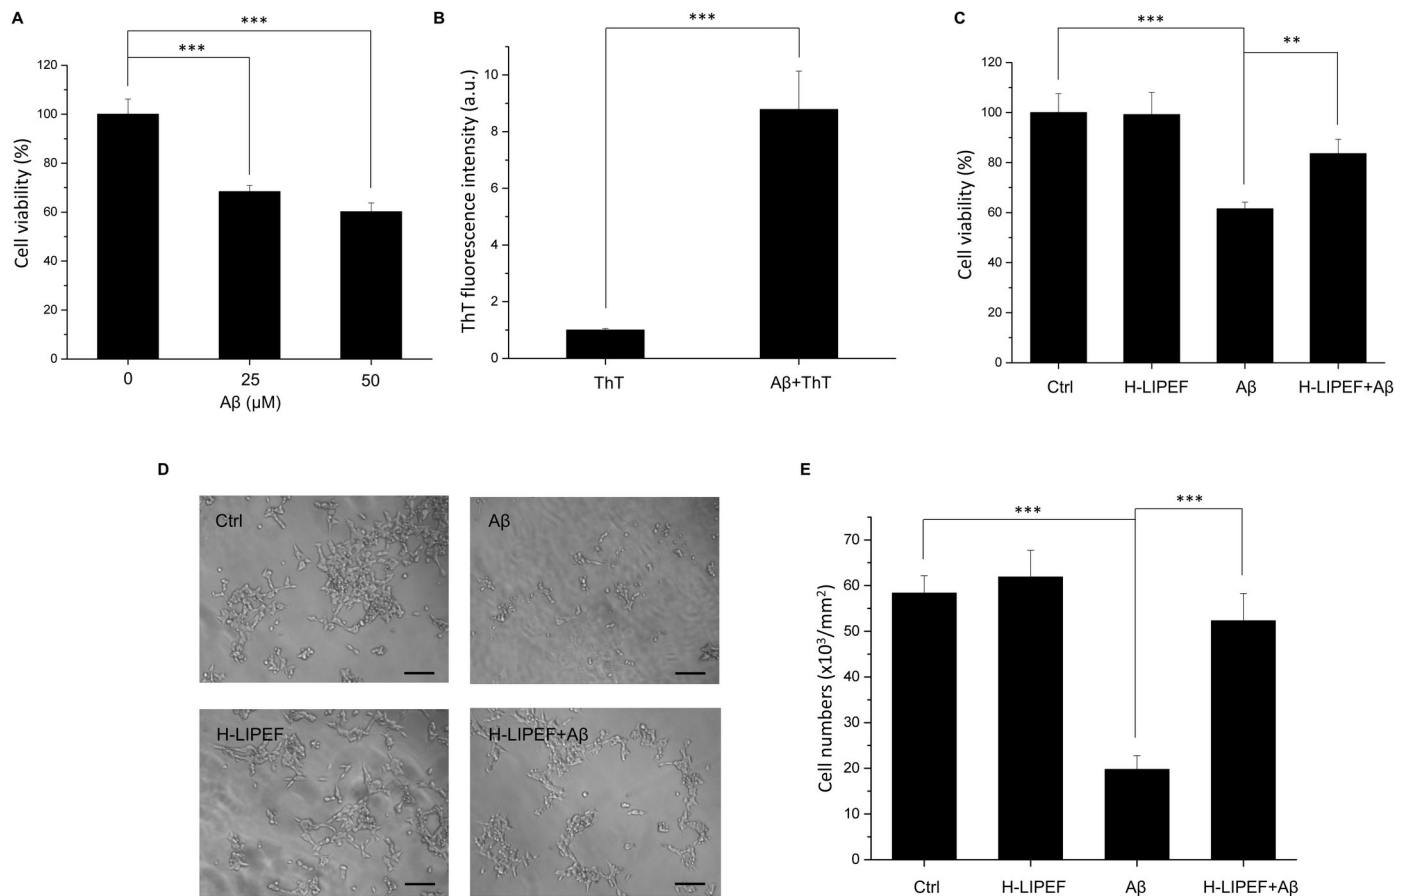 A
***
***
120
100
80
60
40
20
0
Cell viability (%)
0 25 50
Aβ (µM)
B
***
10
8
6
4
2
0
ThT fluorescence intensity (a.u.)
ThT Aβ+ThT
C
***
**
120
100
80
60
40
20
0
Cell viability (%)
Ctrl H-LIPEF Aβ H-LIPEF+Aβ
D
Ctrl
Aβ
H-LIPEF
H-LIPEF+Aβ
E
***
***
70
60
50
40
30
20
10
0
Cell numbers (x10³/mm²)
Ctrl H-LIPEF Aβ H-LIPEF+Aβ